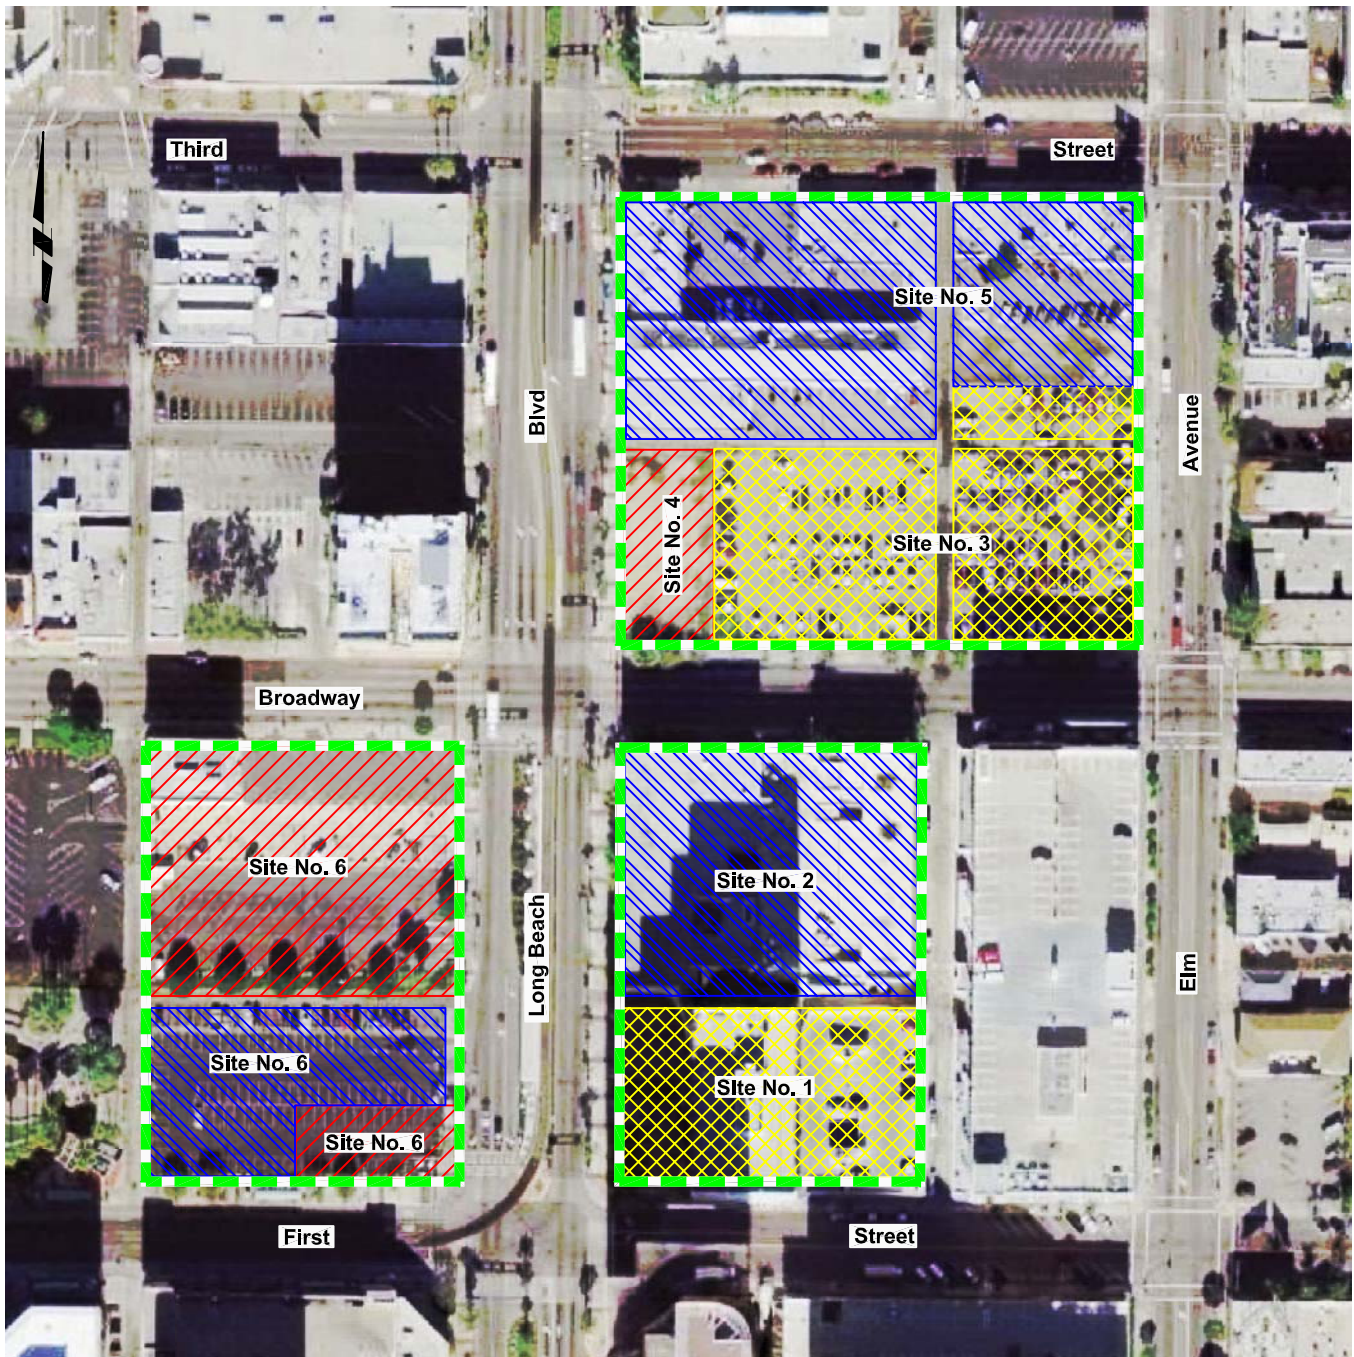 Third
Street
Site No. 5
Blvd
Avenue
Site No. 4
Site No. 3
Broadway
Site No. 6
Site No. 2
Long Beach
Elm
Site No. 6
SIte No. 1
Site No. 6
First
Street